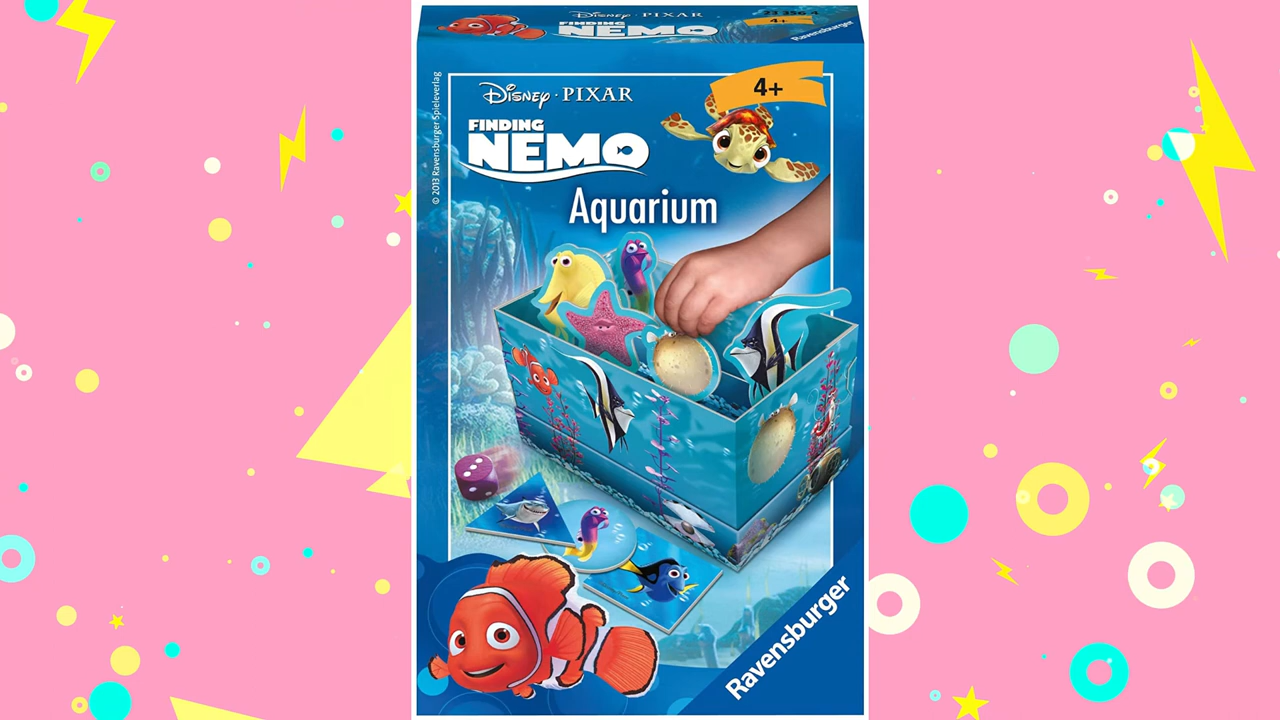 Disney · PIXAR
FINDING
NEMO
4+
Ravensburger
© 2013 Ravensburger Spieleverlag
Disney · PIXAR
4+
FINDING
NEMO
Aquarium
Ravensburger